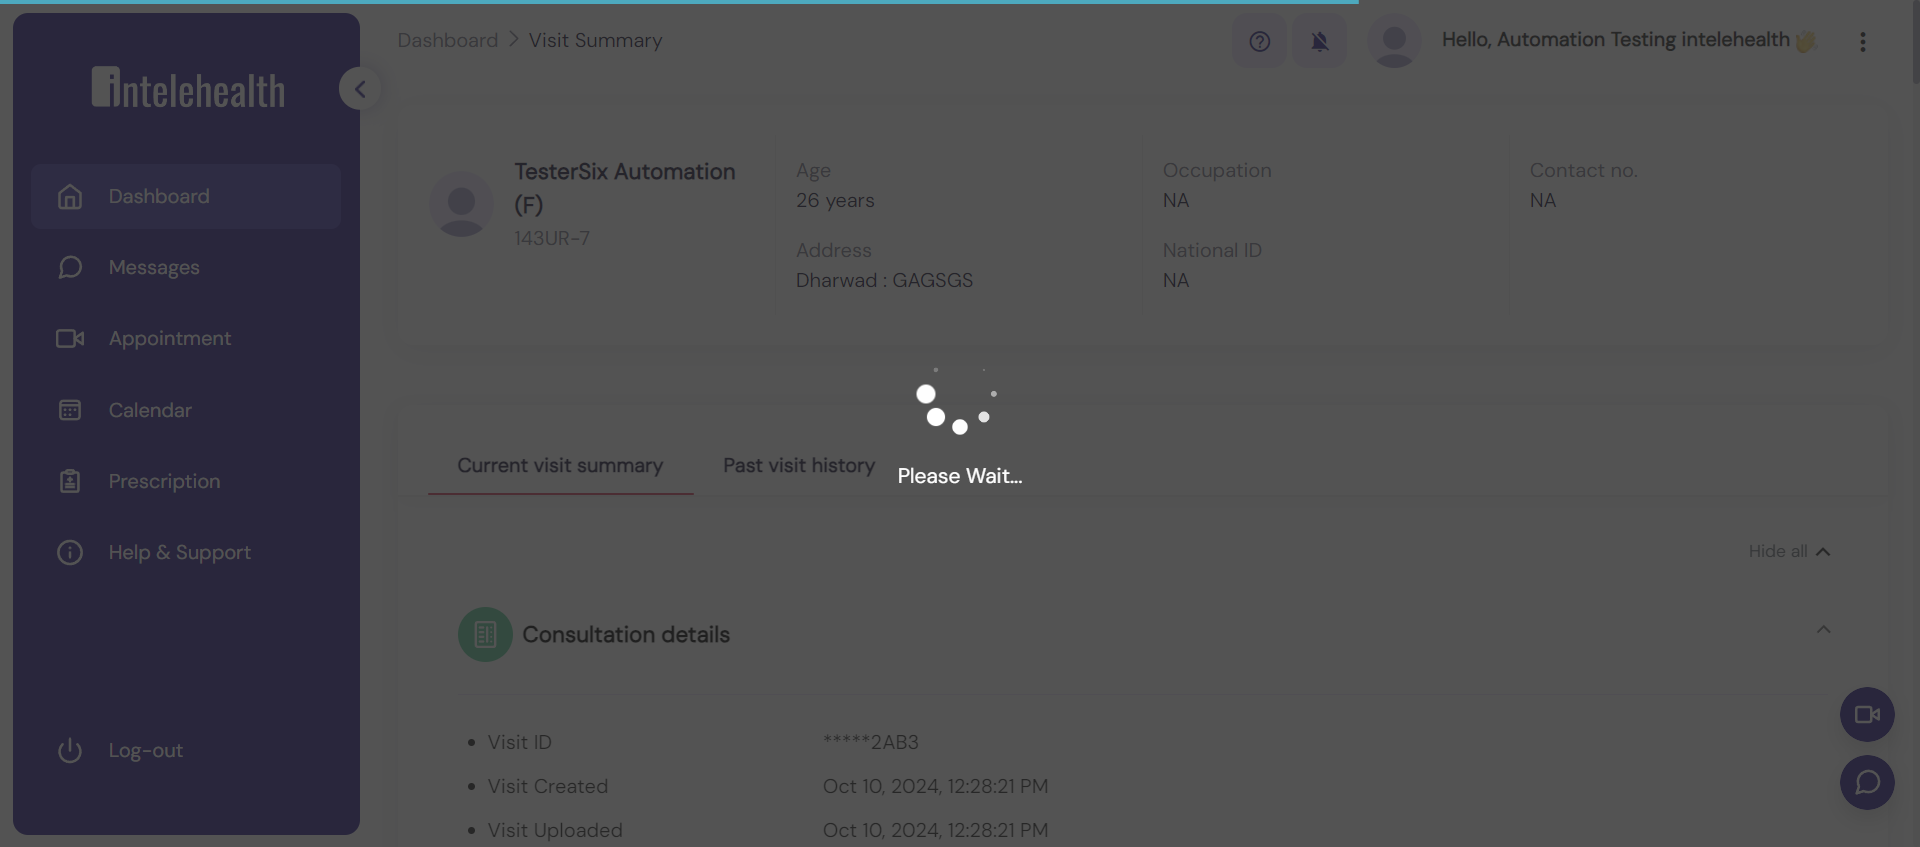 intelehealth
Dashboard
Messages
Appointment
Calendar
Prescription
Help & Support
Log-out
Dashboard > Visit Summary
Hello, Automation Testing intelehealth 👋
TesterSix Automation
(F)
143UR-7
Age
26 years
Address
Dharwad : GAGSGS
Occupation
NA
National ID
NA
Contact no.
NA
Please Wait...
Current visit summary
Past visit history
Hide all
Consultation details
• Visit ID *****2AB3
• Visit Created Oct 10, 2024, 12:28:21 PM
• Visit Uploaded Oct 10, 2024, 12:28:21 PM